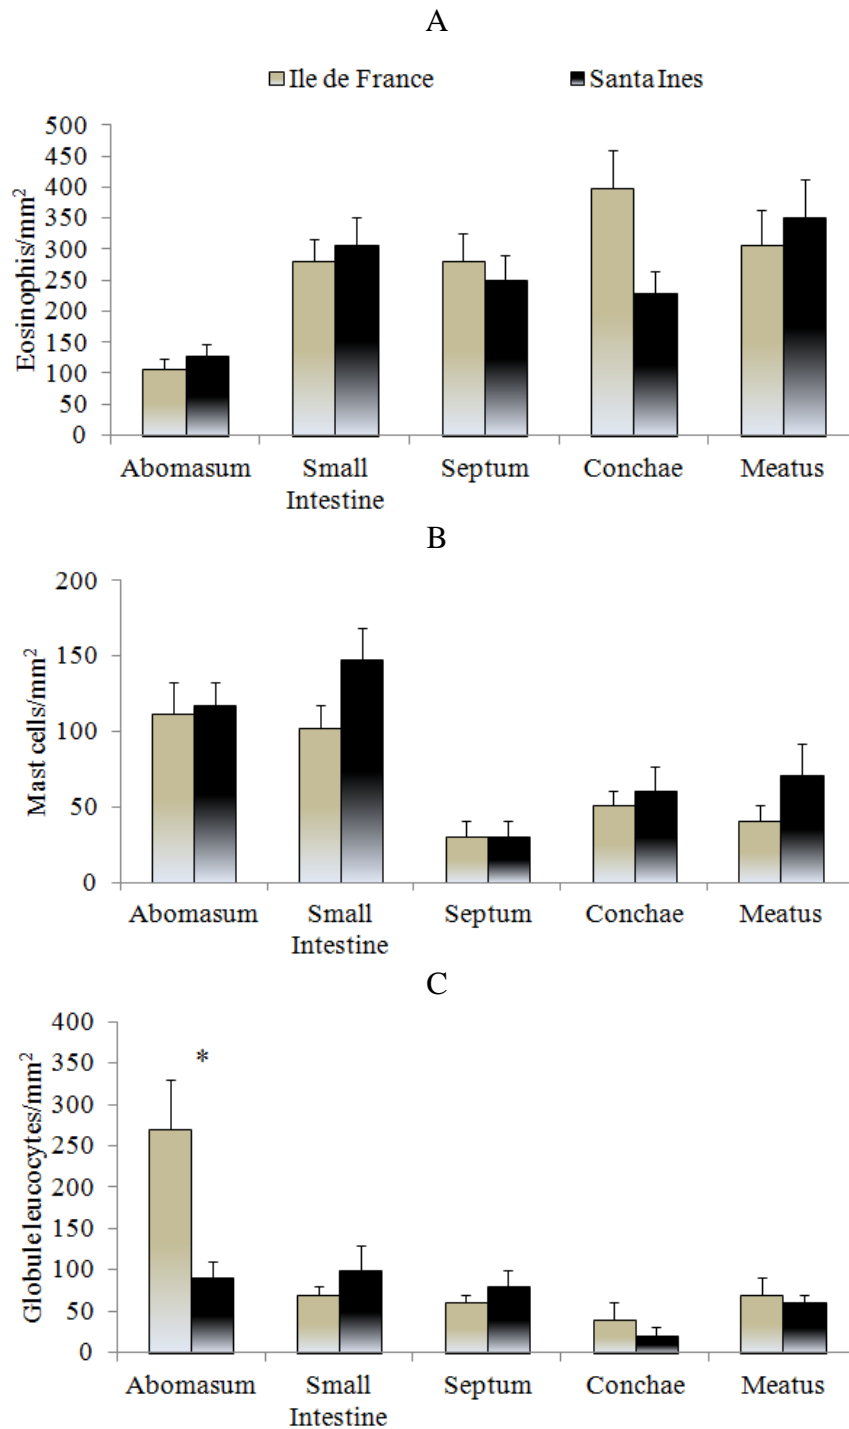 A
Ile de France Santa Ines
Eosinophis/mm²
500
450
400
350
300
250
200
150
100
50
0
Abomasum Small Septum Conchae Meatus
Intestine
B
Mast cells/mm²
200
150
100
50
0
Abomasum Small Septum Conchae Meatus
Intestine
C
Globule leucocytes/mm²
400
350
300
250
200
150
100
50
0
*
Abomasum Small Septum Conchae Meatus
Intestine